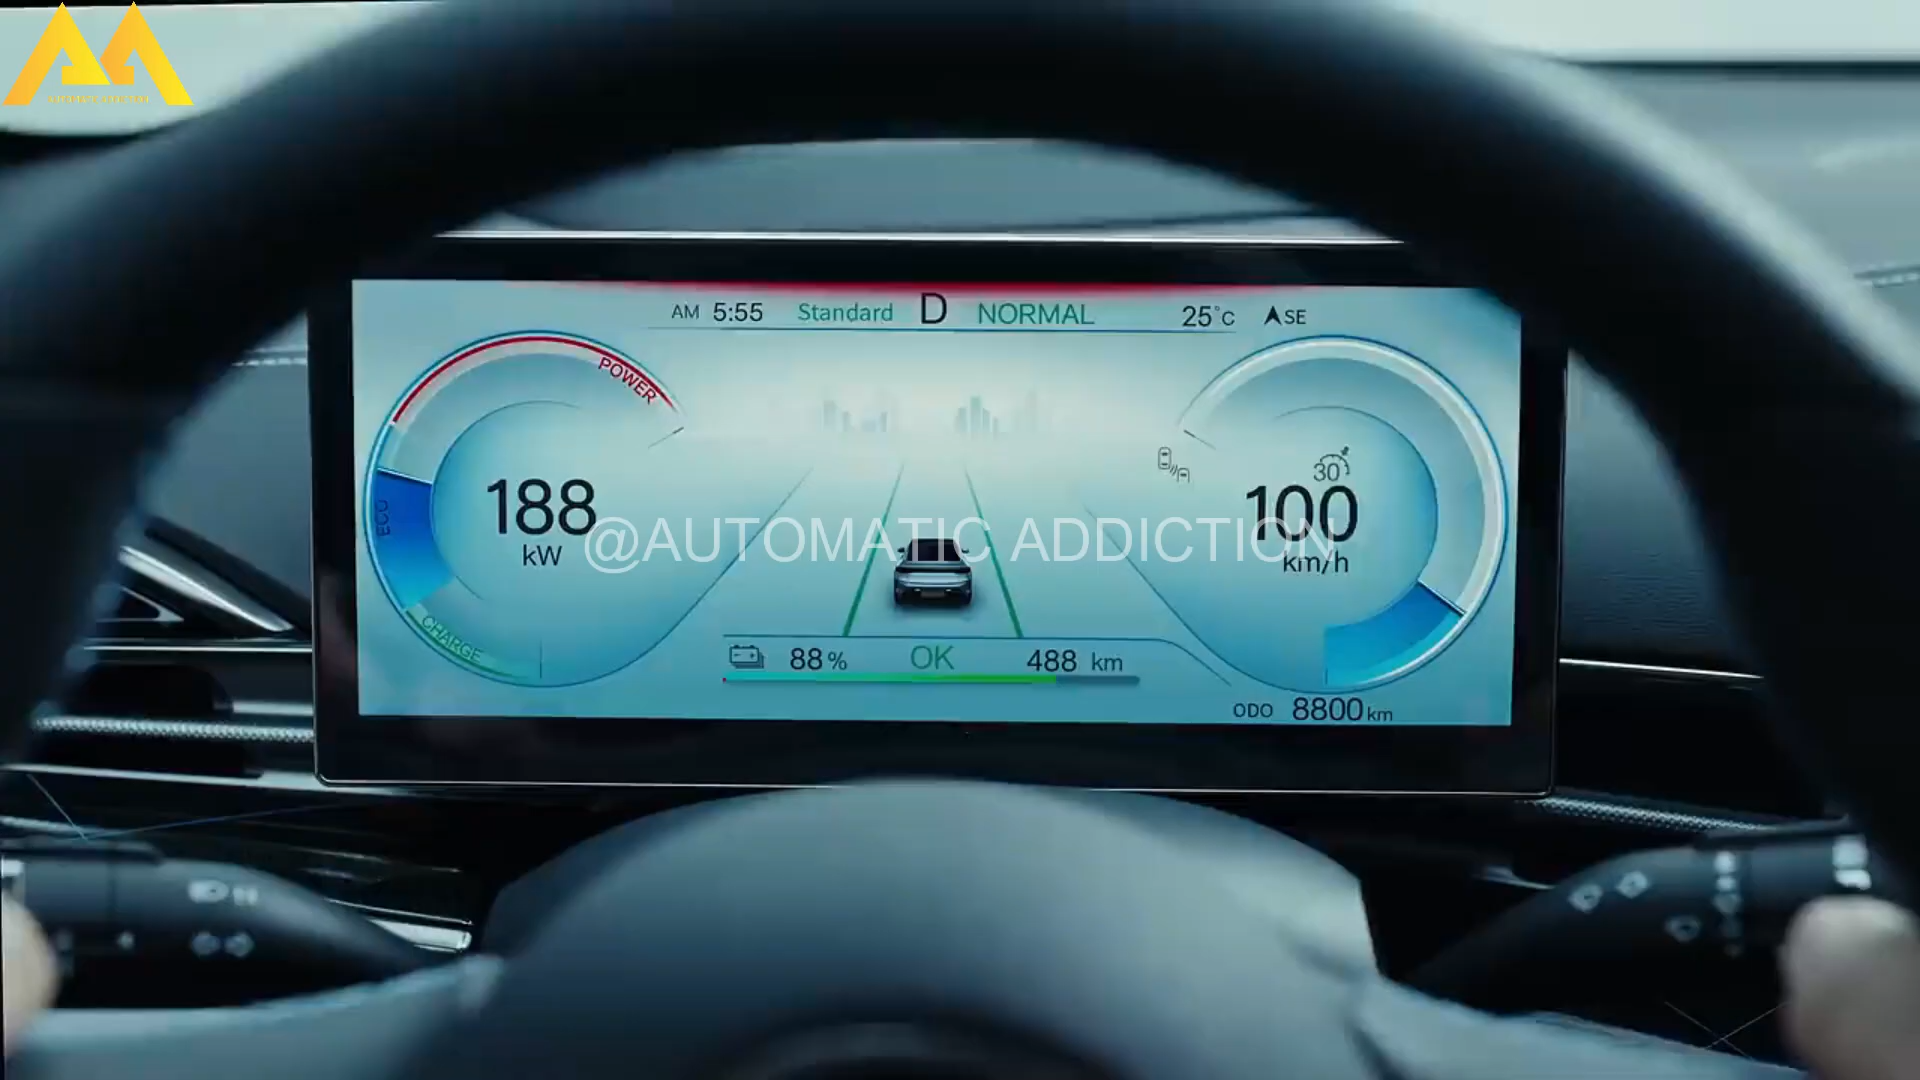 AM 5:55 Standard D NORMAL 25°C SE
POWER
ECO
CHARGE
188
kW
30
100
km/h
@AUTOMATIC ADDICTION
88% OK 488 km
ODO 8800 km